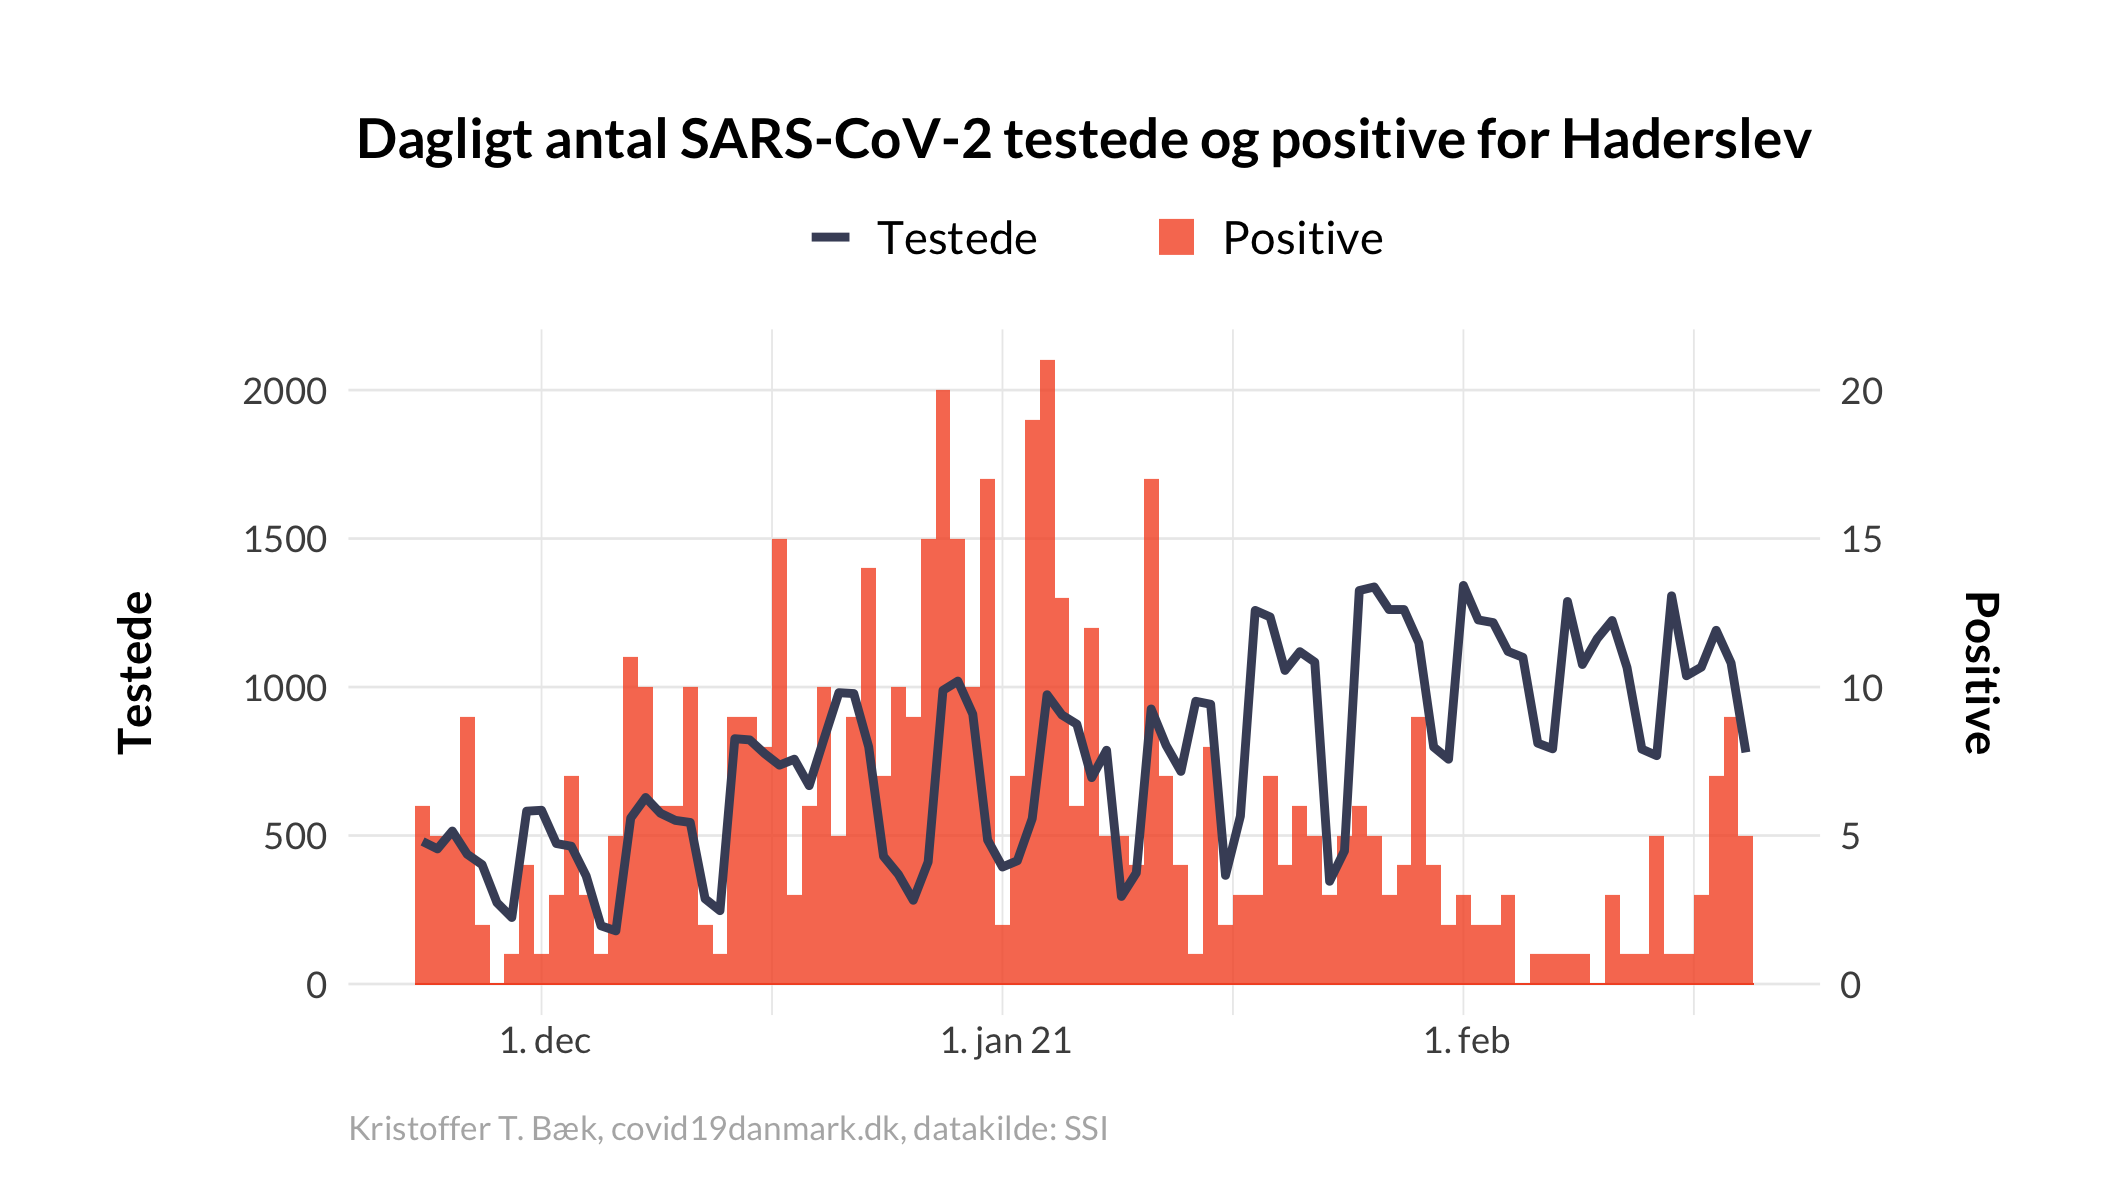 Dagligt antal SARS-CoV-2 testede og positive for Haderslev
Testede Positive
2000 20
1500 15
1000 10
500 5
0 0
Testede
Positive
1. dec 1. jan 21 1. feb
Kristoffer T. Bæk, covid19danmark.dk, datakilde: SSI